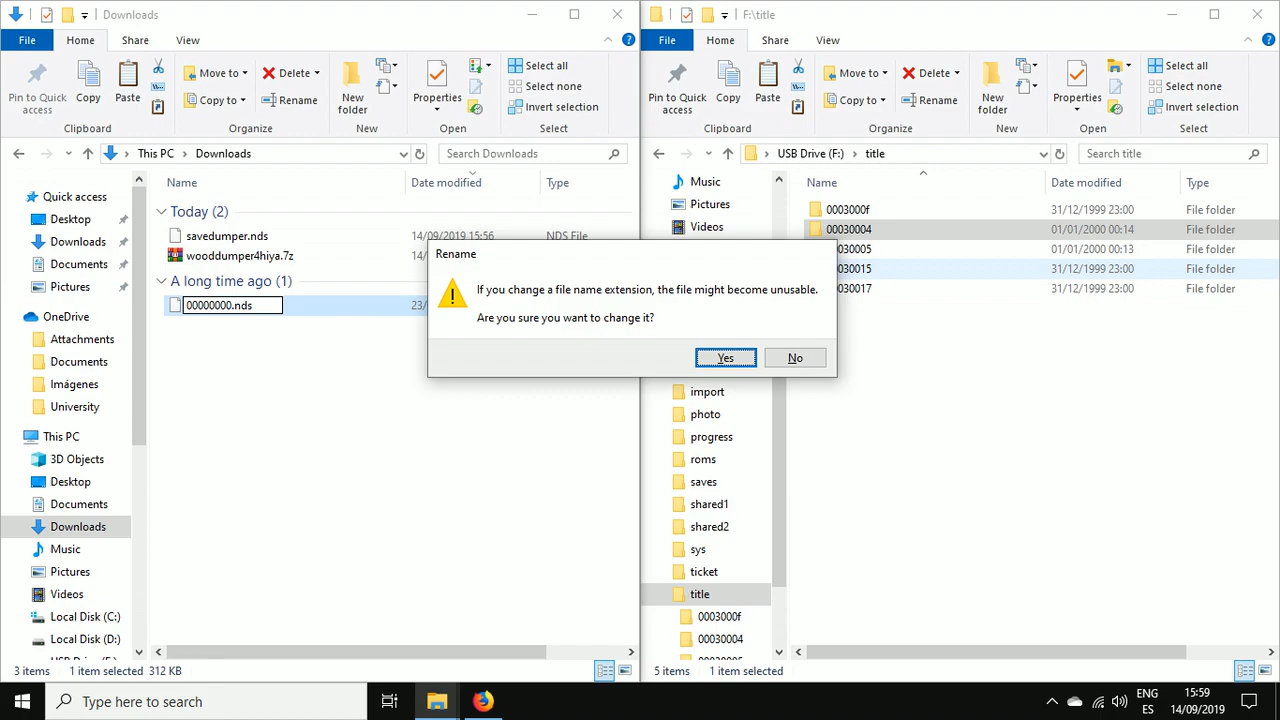 Downloads
File
Home
Share
View
Pin to Quick access
Copy
Paste
Move to
Copy to
Delete
Rename
New folder
Properties
Select all
Select none
Invert selection
Clipboard
Organize
New
Open
Select
This PC
Downloads
Search Downloads
Quick access
Desktop
Downloads
Documents
Pictures
OneDrive
Attachments
Documents
Imágenes
University
This PC
3D Objects
Desktop
Documents
Downloads
Music
Pictures
Videos
Local Disk (C:)
Local Disk (D:)
Name
Date modified
Type
Today (2)
savedumper.nds
14/09/2019 15:56
NDS File
wooddumper4hiya.7z
14/
A long time ago (1)
00000000.nds
23/
3 items
1 item selected 312 KB
F:\title
File
Home
Share
View
Pin to Quick access
Copy
Paste
Move to
Copy to
Delete
Rename
New folder
Properties
Select all
Select none
Invert selection
Clipboard
Organize
New
Open
Select
USB Drive (F:)
title
Search title
Music
Pictures
Videos
import
photo
progress
roms
saves
shared1
shared2
sys
ticket
title
0003000f
00030004
Name
Date modified
Type
0003000f
31/12/1999 23:00
File folder
00030004
01/01/2000 00:14
File folder
30005
01/01/2000 00:13
File folder
30015
31/12/1999 23:00
File folder
30017
31/12/1999 23:00
File folder
5 items
1 item selected
Rename
If you change a file name extension, the file might become unusable.
Are you sure you want to change it?
Yes
No
Type here to search
ENG
ES
15:59
14/09/2019